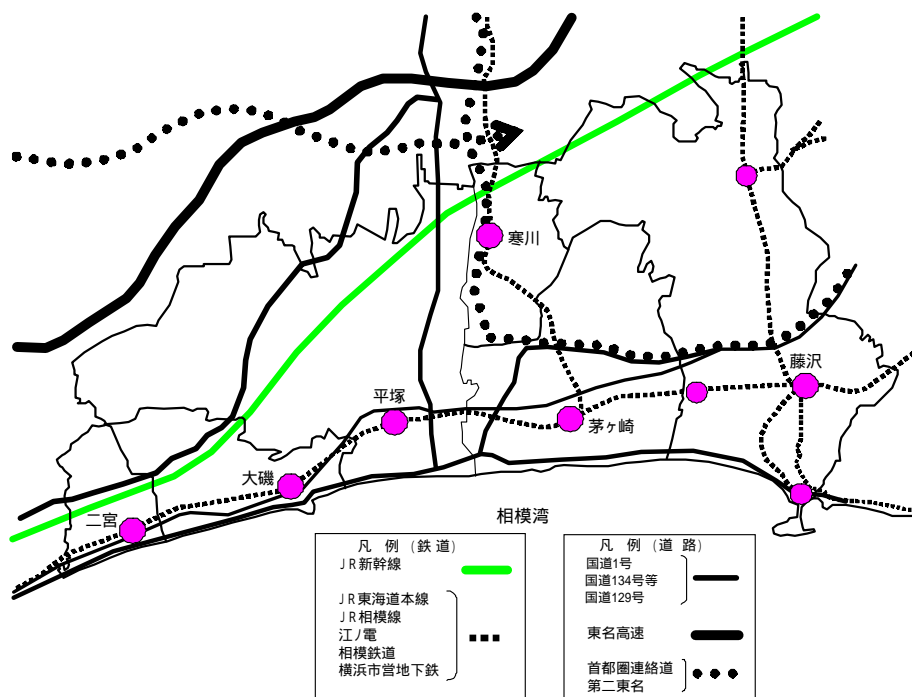 寒川
藤沢
平塚
茅ヶ崎
大磯
二宮
相模湾
凡 例 (鉄道)
JR新幹線
JR東海道本線
JR相模線
江ノ電
相模鉄道
横浜市営地下鉄
凡 例 (道路)
国道1号
国道134号等
国道129号
東名高速
首都圏連絡道
第二東名